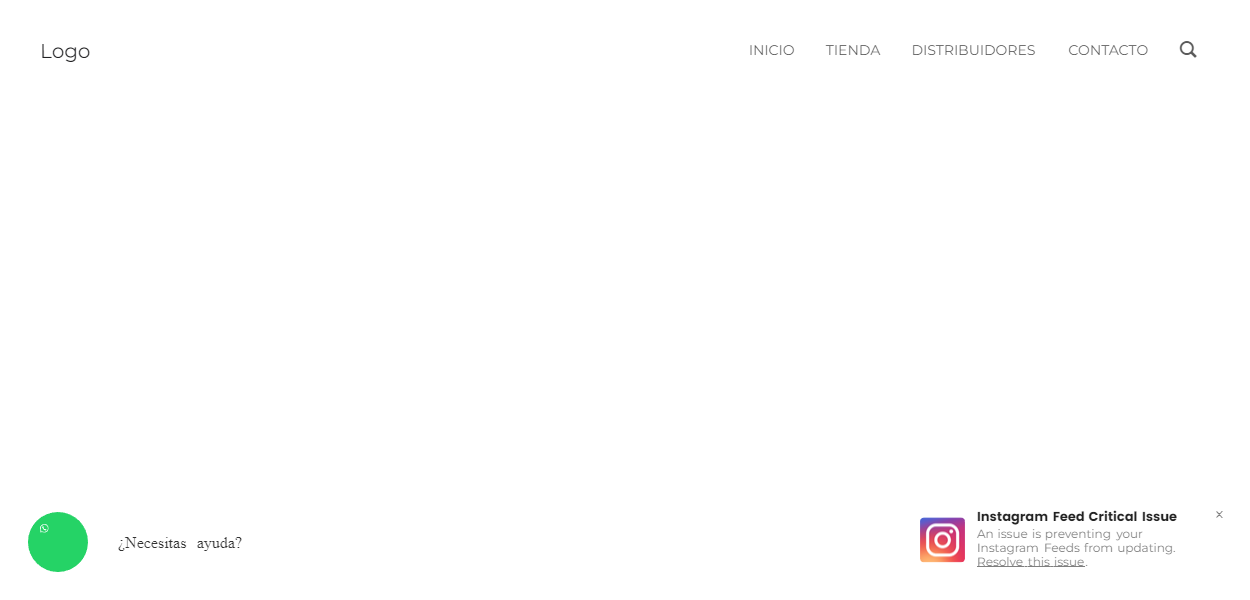 Logo
INICIO
TIENDA
DISTRIBUIDORES
CONTACTO
¿Necesitas ayuda?
Instagram Feed Critical Issue
x
An issue is preventing your
Instagram Feeds from updating.
Resolve this issue.